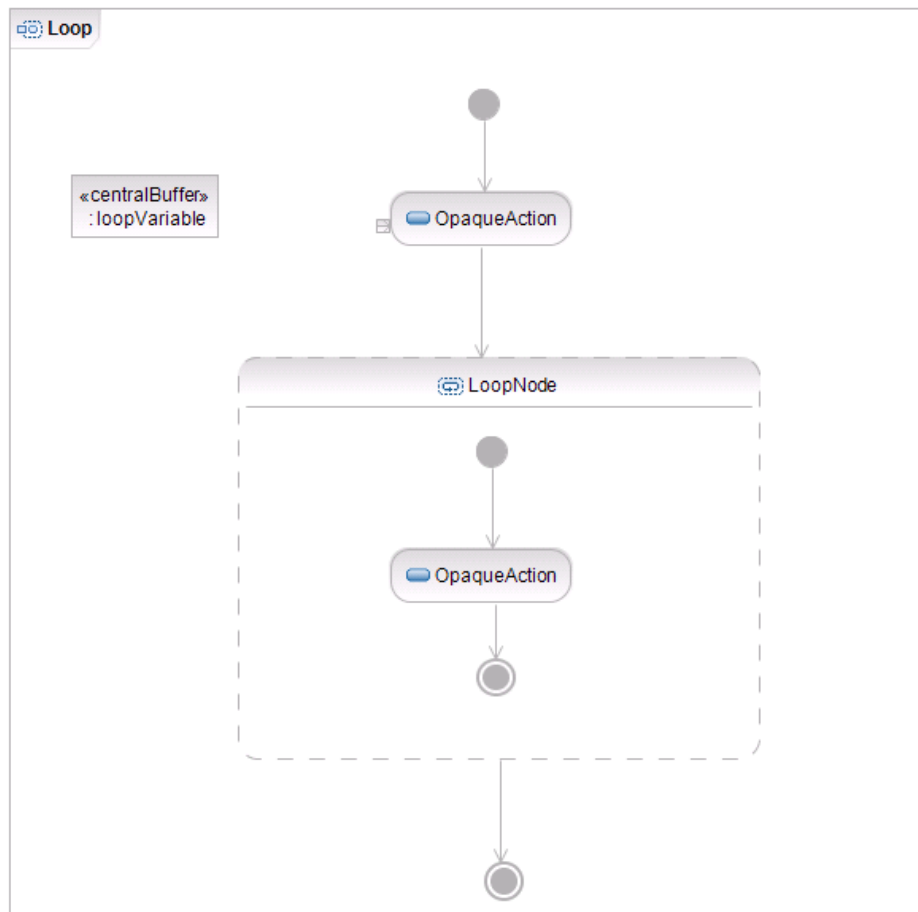 Loop
«centralBuffer»
:loopVariable
OpaqueAction
LoopNode
OpaqueAction